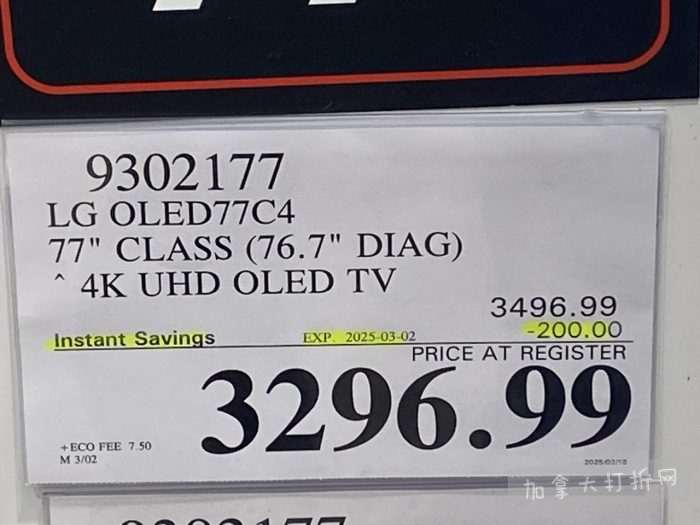 9302177
LG OLED77C4
77" CLASS (76.7" DIAG)
^ 4K UHD OLED TV
3496.99
Instant Savings EXP. 2025-03-02 -200.00
PRICE AT REGISTER
3296.99
+ECO FEE 7.50
M 3/02
加拿大打折网